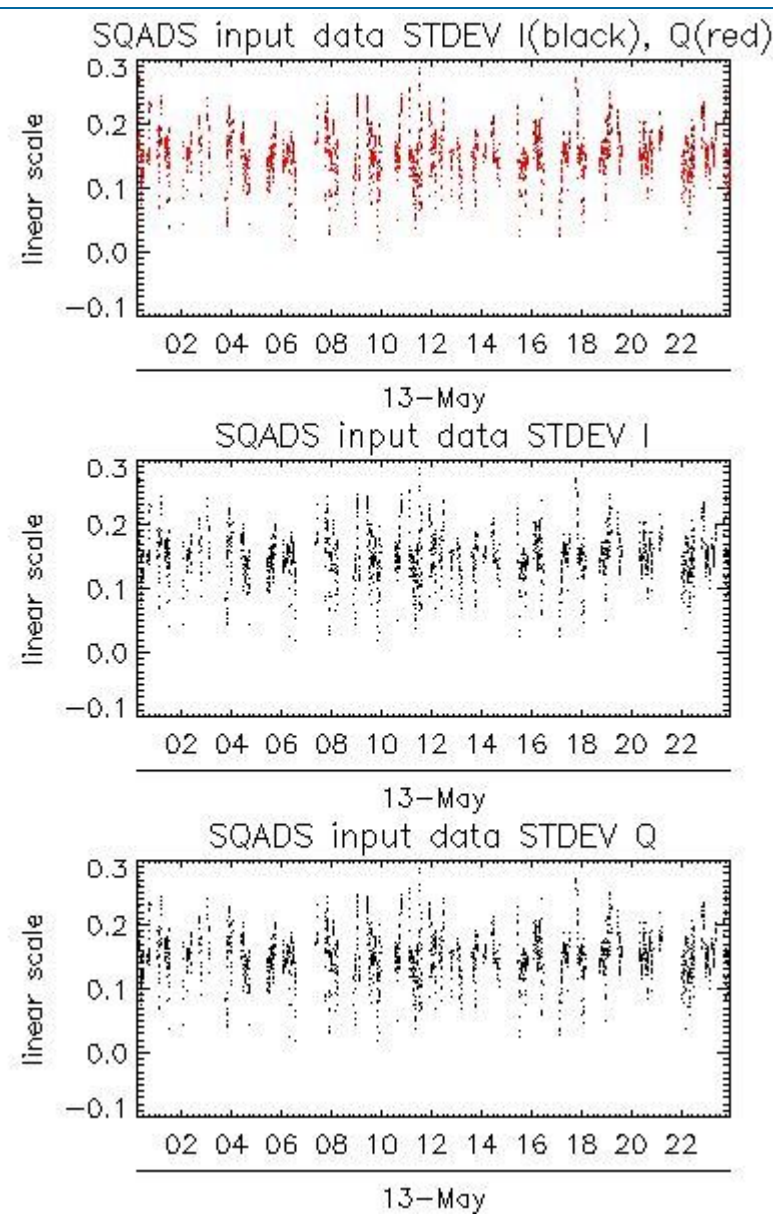 SQADS input data STDEV I(black), Q(red)
0.3
0.2
0.1
0.0
−0.1
linear scale
02 04 06 08 10 12 14 16 18 20 22
13−May
SQADS input data STDEV I
0.3
0.2
0.1
0.0
−0.1
linear scale
02 04 06 08 10 12 14 16 18 20 22
13−May
SQADS input data STDEV Q
0.3
0.2
0.1
0.0
−0.1
linear scale
02 04 06 08 10 12 14 16 18 20 22
13−May